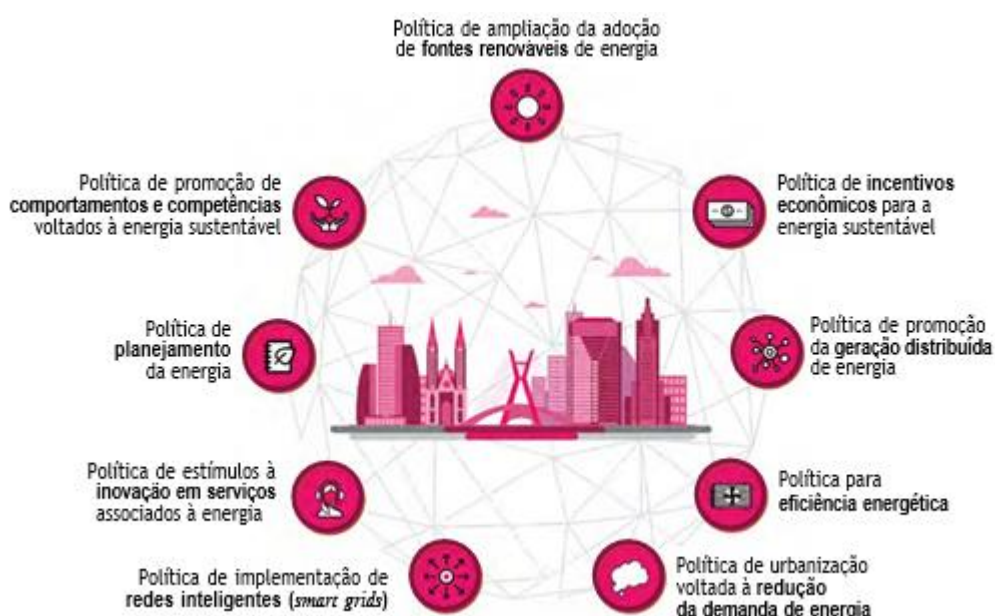 Política de ampliação da adoção
de fontes renováveis de energia
Política de promoção de
comportamentos e competências
voltados à energia sustentável
Política de incentivos
econômicos para a
energia sustentável
Política de
planejamento
da energia
Política de promoção
da geração distribuída
de energia
Política de estímulos à
inovação em serviços
associados à energia
Política para
eficiência energética
Política de implementação de
redes inteligentes (smart grids)
Política de urbanização
voltada à redução
da demanda de energia